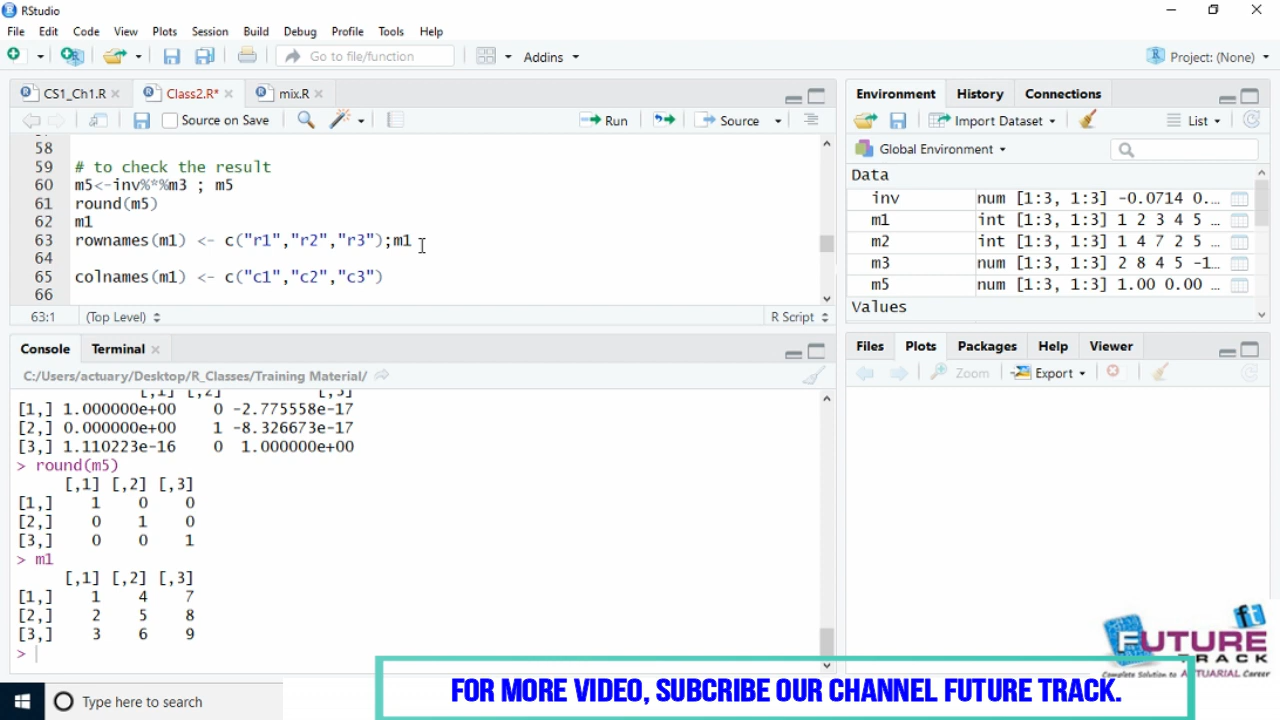 RStudio
File Edit Code View Plots Session Build Debug Profile Tools Help
Go to file/function Addins Project: (None)
CS1_Ch1.R Class2.R* mix.R
Source on Save Run Source
58
59 # to check the result
60 m5<-inv%*%m3 ; m5
61 round(m5)
62 m1
63 rownames(m1) <- c("r1","r2","r3");m1
64
65 colnames(m1) <- c("c1","c2","c3")
66
63:1 (Top Level) R Script
Console Terminal
C:/Users/actuary/Desktop/R_Classes/Training Material/
[,1] [,2] [,3]
[1,] 1.000000e+00 0 -2.775558e-17
[2,] 0.000000e+00 1 -8.326673e-17
[3,] 1.110223e-16 0 1.000000e+00
> round(m5)
[,1] [,2] [,3]
[1,] 1 0 0
[2,] 0 1 0
[3,] 0 0 1
> m1
[,1] [,2] [,3]
[1,] 1 4 7
[2,] 2 5 8
[3,] 3 6 9
>
Environment History Connections
Import Dataset List
Global Environment
Data
inv num [1:3, 1:3] -0.0714 0...
m1 int [1:3, 1:3] 1 2 3 4 5 ...
m2 int [1:3, 1:3] 1 4 7 2 5 ...
m3 num [1:3, 1:3] 2 8 4 5 -1...
m5 num [1:3, 1:3] 1.00 0.00 ...
Values
Files Plots Packages Help Viewer
Zoom Export
ft
FUTURE
TRACK
Complete Solution to ACTUARIAL Career
FOR MORE VIDEO, SUBCRIBE OUR CHANNEL FUTURE TRACK.
Type here to search